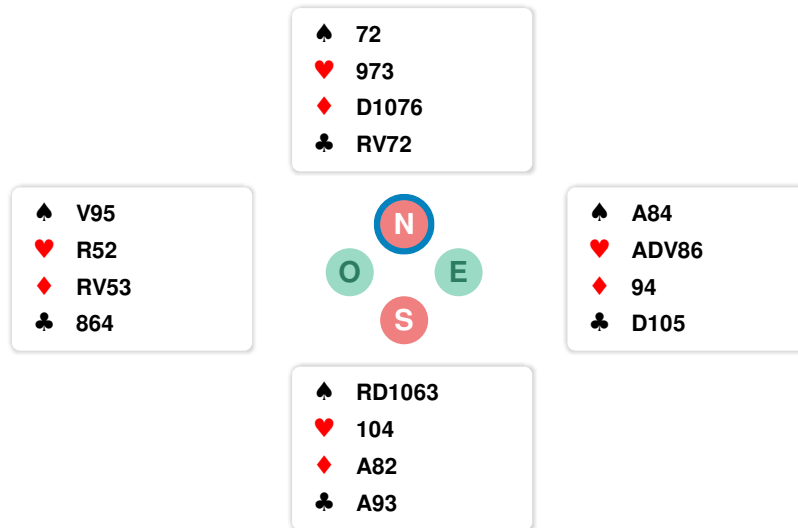 ♠ 72
♥ 973
♦ D1076
♣ RV72
♠ V95
♥ R52
♦ RV53
♣ 864
N
O E
S
♠ A84
♥ ADV86
♦ 94
♣ D105
♠ RD1063
♥ 104
♦ A82
♣ A93